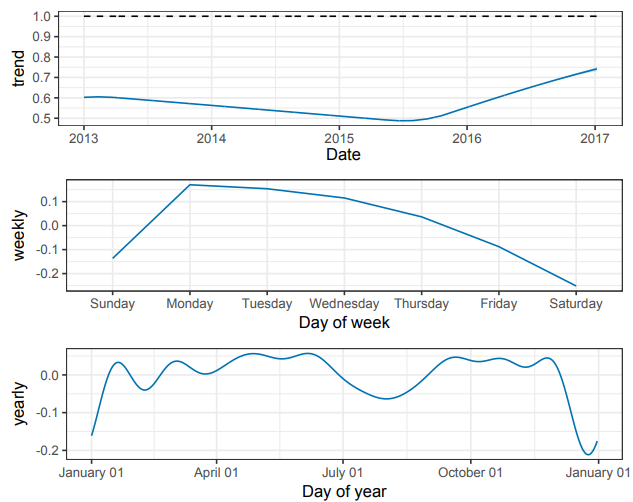 1.0
0.9
0.8
0.7
0.6
0.5
trend
2013 2014 2015 2016 2017
Date
0.1
0.0
-0.1
-0.2
weekly
Sunday Monday Tuesday Wednesday Thursday Friday Saturday
Day of week
0.0
-0.1
-0.2
yearly
January 01 April 01 July 01 October 01 January 01
Day of year